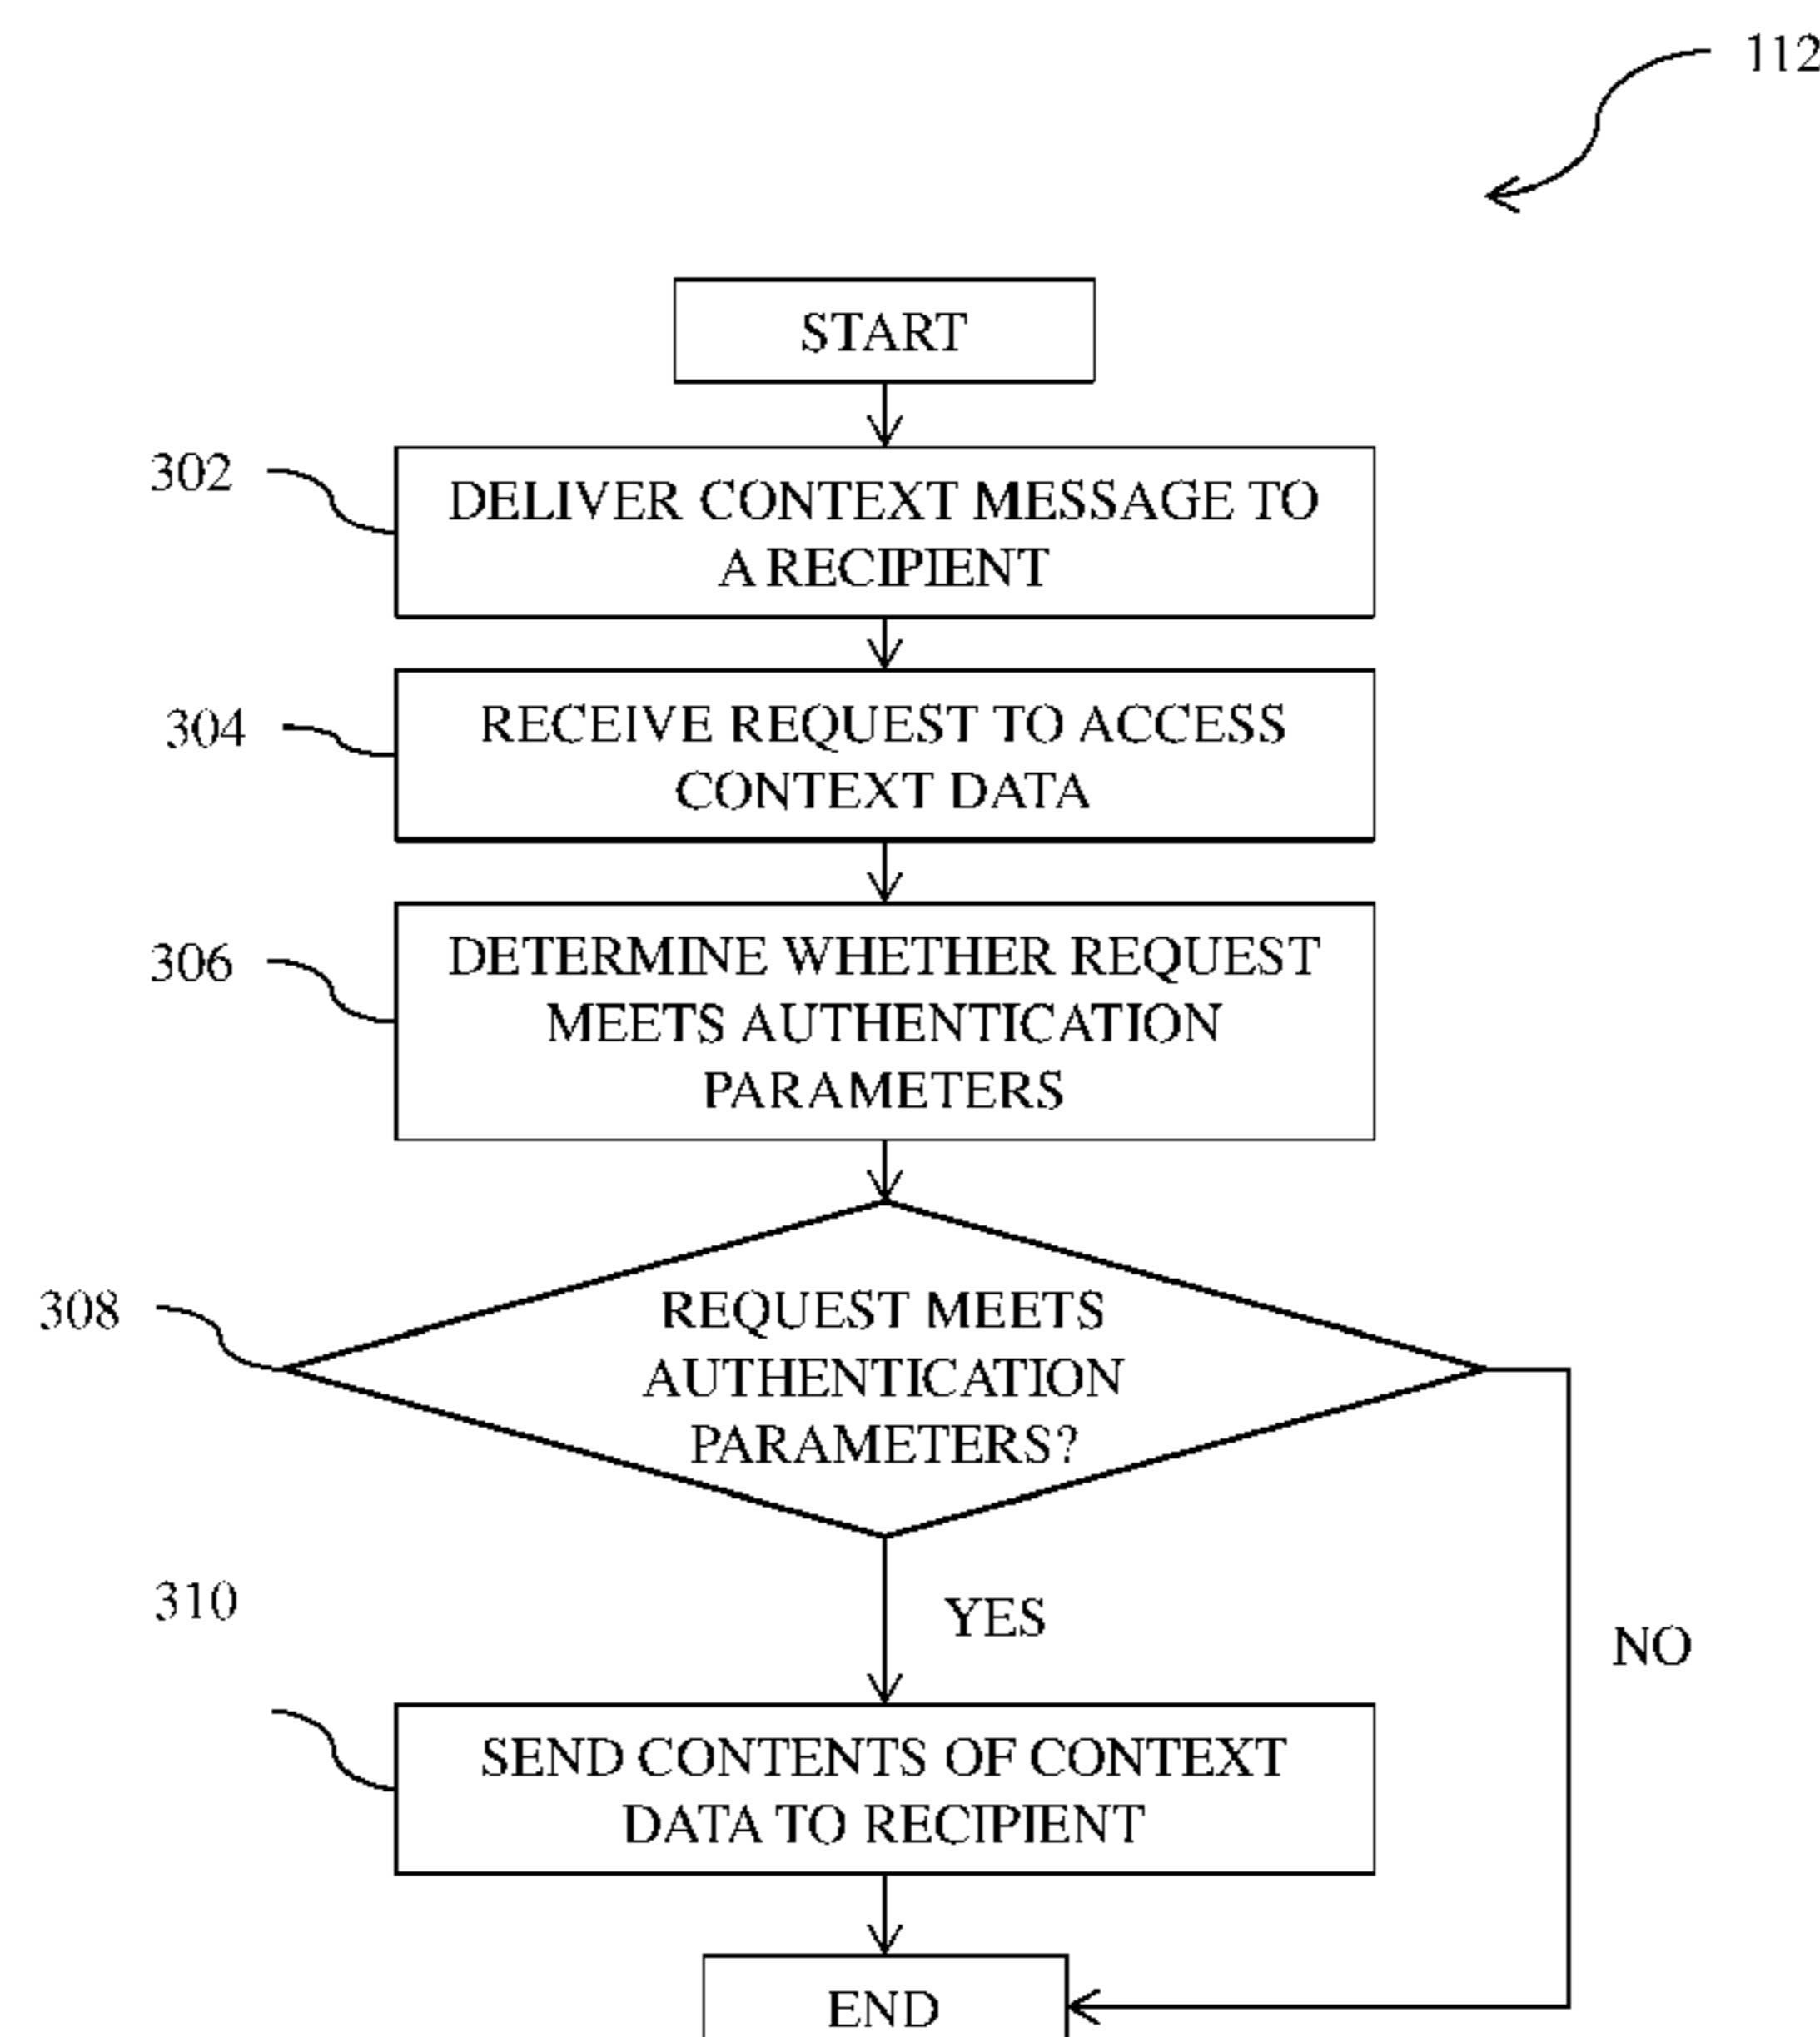 112
START
302
DELIVER CONTEXT MESSAGE TO
A RECIPIENT
304
RECEIVE REQUEST TO ACCESS
CONTEXT DATA
306
DETERMINE WHETHER REQUEST
MEETS AUTHENTICATION
PARAMETERS
308
REQUEST MEETS
AUTHENTICATION
PARAMETERS?
310
YES
NO
SEND CONTENTS OF CONTEXT
DATA TO RECIPIENT
END